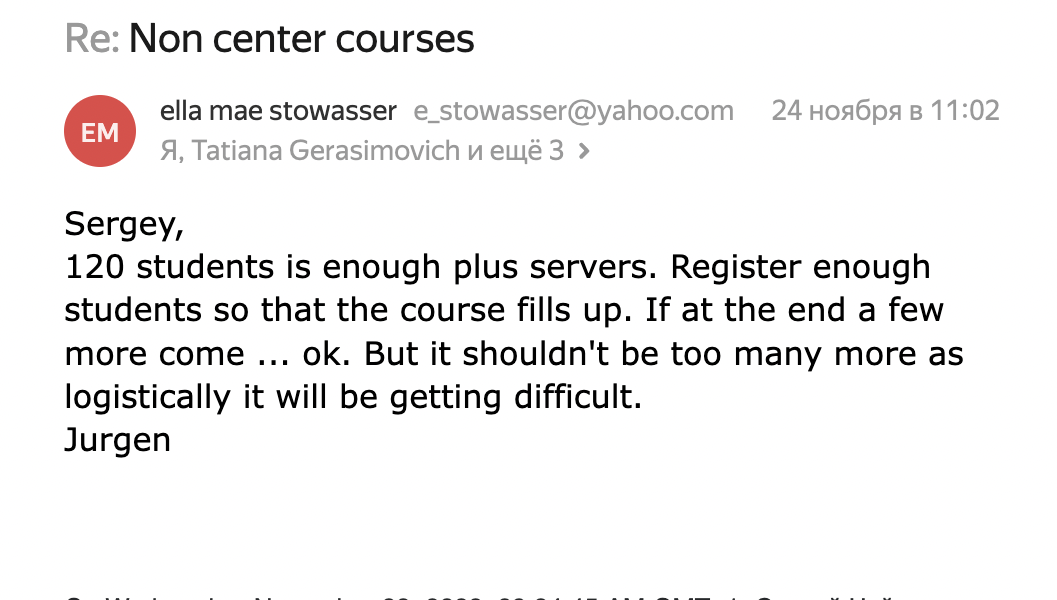 Re: Non center courses
EM
ella mae stowasser e_stowasser@yahoo.com 24 ноября в 11:02
Я, Tatiana Gerasimovich и ещё 3 >
Sergey,
120 students is enough plus servers. Register enough
students so that the course fills up. If at the end a few
more come ... ok. But it shouldn't be too many more as
logistically it will be getting difficult.
Jurgen